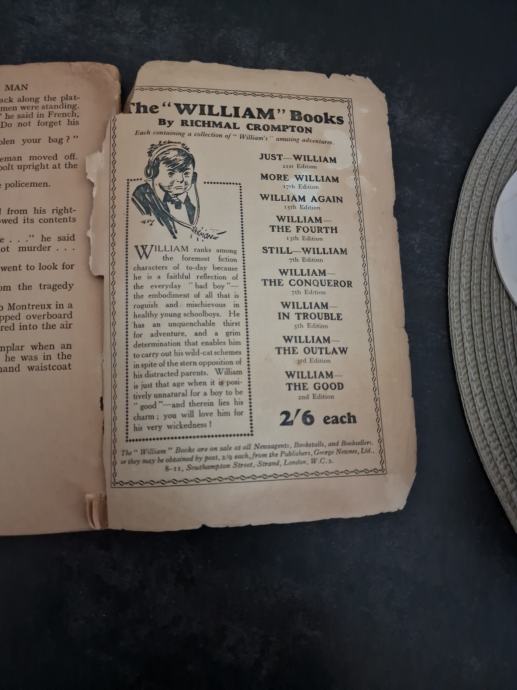 MAN
ack along the plat-
men were standing.
" he said in French,
Do not forget his
olen your bag?"
eman moved off.
bolt upright at the
e policemen.
l from his right-
owed its contents
e . . ." he said
ot murder . . .
went to look for
om the tragedy
o Montreux in a
pped overboard
red into the air
mplar when an
he was in the
hand waistcoat
The "WILLIAM" Books
By RICHMAL CROMPTON
Each containing a collection of "William's" amusing adventures.
WILLIAM ranks among
the foremost fiction
characters of to-day because
he is a faithful reflection of
the everyday "bad boy"—
the embodiment of all that is
roguish and mischievous in
healthy young schoolboys. He
has an unquenchable thirst
for adventure, and a grim
determination that enables him
to carry out his wild-cat schemes
in spite of the stern opposition of
his distracted parents. William
is just that age when it is posi-
tively unnatural for a boy to be
"good"—and therein lies his
charm; you will love him for
his very wickedness!
JUST—WILLIAM
21st Edition
MORE WILLIAM
17th Edition
WILLIAM AGAIN
15th Edition
WILLIAM—
THE FOURTH
13th Edition
STILL—WILLIAM
7th Edition
WILLIAM—
THE CONQUEROR
7th Edition
WILLIAM—
IN TROUBLE
5th Edition
WILLIAM—
THE OUTLAW
3rd Edition
WILLIAM—
THE GOOD
2nd Edition
2/6 each
The "William" Books are on sale at all Newsagents, Bookstalls, and Booksellers,
or they may be obtained by post, 2/9 each, from the Publishers, George Newnes, Ltd.,
8-11, Southampton Street, Strand, London, W.C.2.